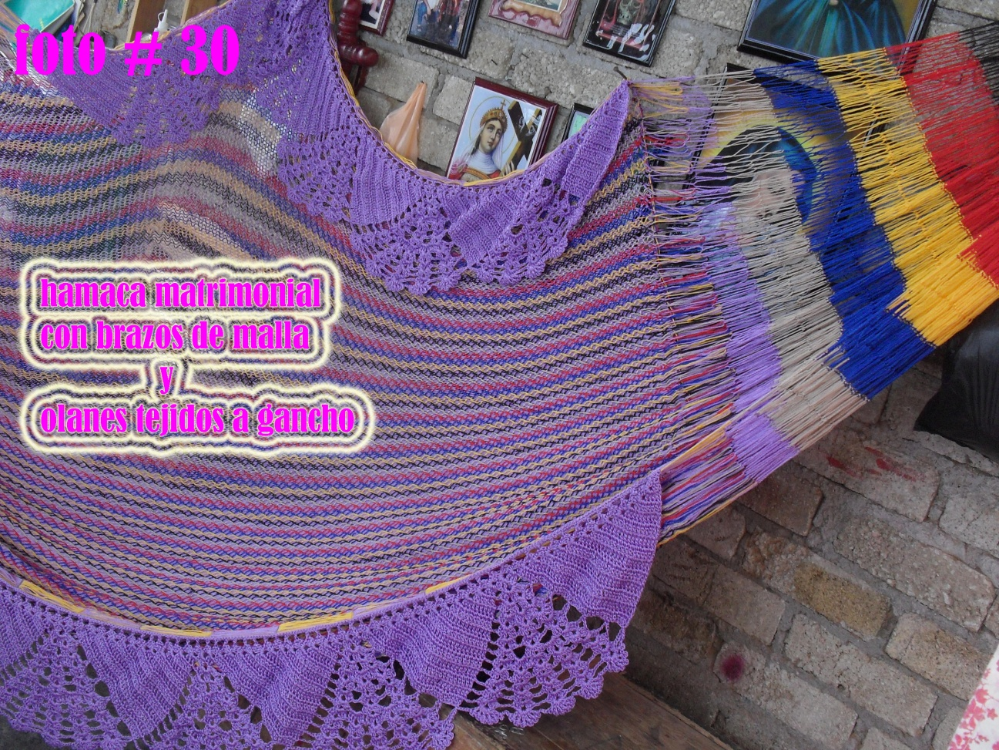 foto # 30
hamaca matrimonial
con brazos de malla
y
olanes tejidos a gancho